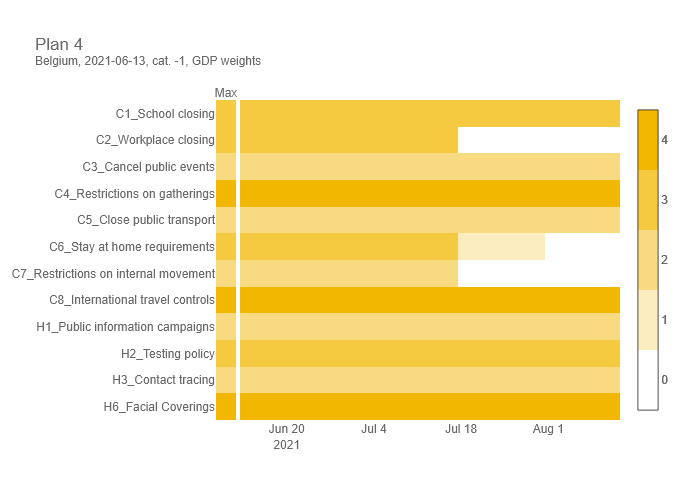 Plan 4
Belgium, 2021-06-13, cat. -1, GDP weights
Max
C1_School closing
C2_Workplace closing
C3_Cancel public events
C4_Restrictions on gatherings
C5_Close public transport
C6_Stay at home requirements
C7_Restrictions on internal movement
C8_International travel controls
H1_Public information campaigns
H2_Testing policy
H3_Contact tracing
H6_Facial Coverings
Jun 20
2021
Jul 4
Jul 18
Aug 1
4
3
2
1
0